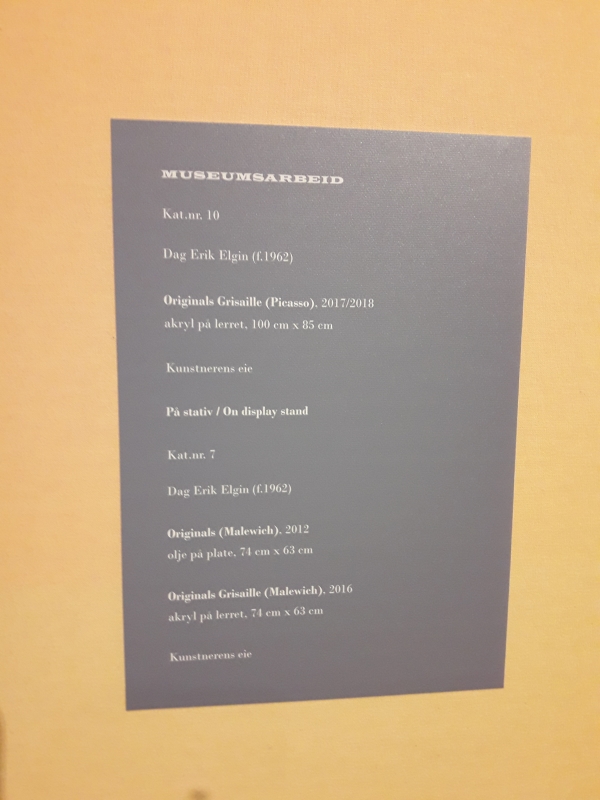 MUSEUMSARBEID
Kat.nr. 10
Dag Erik Elgin (f.1962)
Originals Grisaille (Picasso), 2017/2018
akryl på lerret, 100 cm x 85 cm
Kunstnerens eie
På stativ / On display stand
Kat.nr. 7
Dag Erik Elgin (f.1962)
Originals (Malewich), 2012
olje på plate, 74 cm x 63 cm
Originals Grisaille (Malewich), 2016
akryl på lerret, 74 cm x 63 cm
Kunstnerens eie